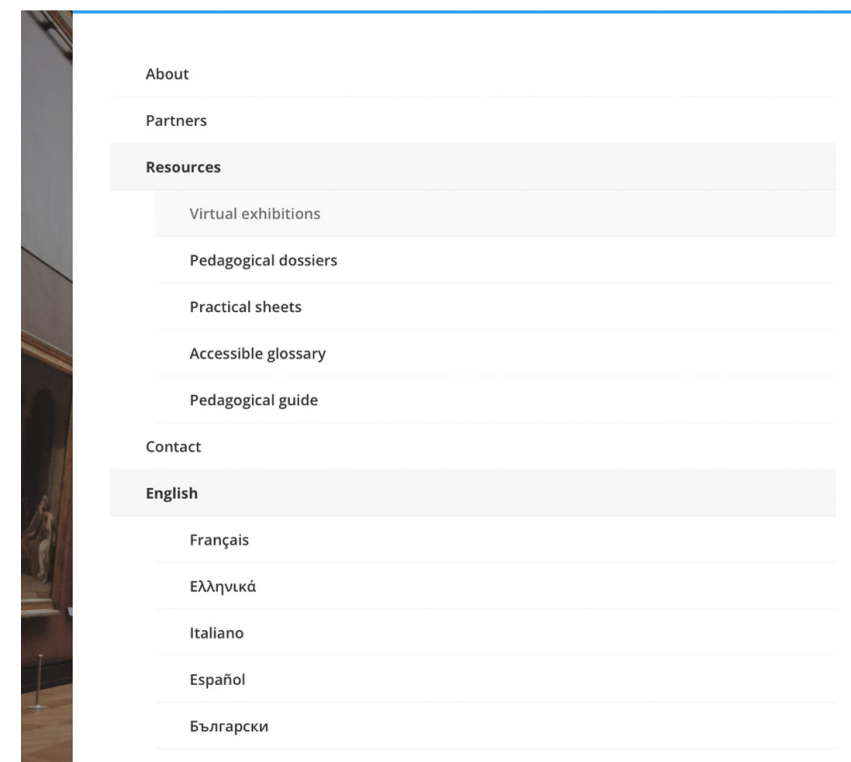 About
Partners
Resources
Virtual exhibitions
Pedagogical dossiers
Practical sheets
Accessible glossary
Pedagogical guide
Contact
English
Français
Ελληνικά
Italiano
Español
Български